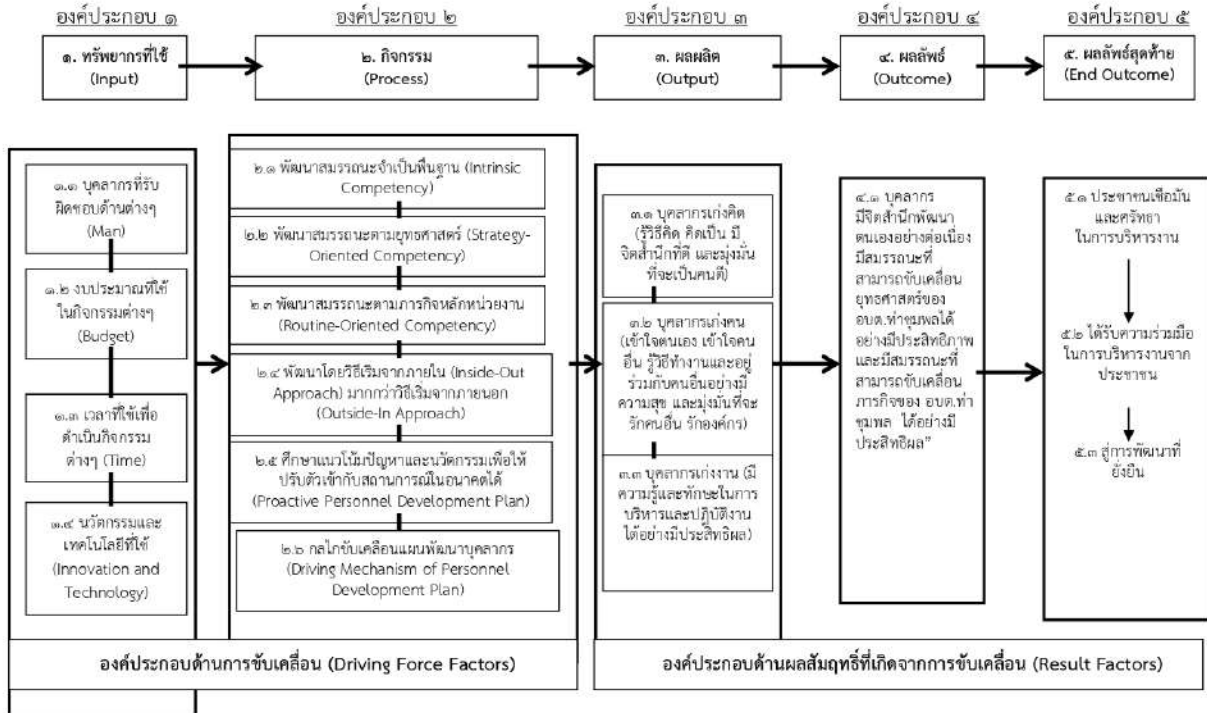 องค์ประกอบ ๑
องค์ประกอบ ๒
องค์ประกอบ ๓
องค์ประกอบ ๔
องค์ประกอบ ๕
๑. ทรัพยากรที่ใช้
(Input)
๒. กิจกรรม
(Process)
๓. ผลผลิต
(Output)
๔. ผลลัพธ์
(Outcome)
๕. ผลลัพธ์สุดท้าย
(End Outcome)
๑.๑ บุคลากรที่รับ
ผิดชอบด้านต่างๆ
(Man)
๑.๒ งบประมาณที่ใช้
ในกิจกรรมต่างๆ
(Budget)
๑.๓ เวลาที่ใช้เพื่อ
ดำเนินกิจกรรม
ต่างๆ (Time)
๑.๔ นวัตกรรมและ
เทคโนโลยีที่ใช้
(Innovation and
Technology)
๒.๑ พัฒนาสมรรถนะจำเป็นพื้นฐาน (Intrinsic
Competency)
๒.๒ พัฒนาสมรรถนะตามยุทธศาสตร์ (Strategy-
Oriented Competency)
๒.๓ พัฒนาสมรรถนะตามภารกิจหลักหน่วยงาน
(Routine-Oriented Competency)
๒.๔ พัฒนาโดยวิธีเริ่มจากภายใน (Inside-Out
Approach) มากกว่าวิธีเริ่มจากภายนอก
(Outside-In Approach)
๒.๕ ศึกษาแนวโน้มปัญหาและนวัตกรรมเพื่อให้
ปรับตัวเข้ากับสถานการณ์ในอนาคตได้
(Proactive Personnel Development Plan)
๒.๖ กลไกขับเคลื่อนแผนพัฒนาบุคลากร
(Driving Mechanism of Personnel
Development Plan)
๓.๑ บุคลากรเก่งคิด
(รู้วิธีคิด คิดเป็น มี
จิตสำนึกที่ดี และมุ่งมั่น
ที่จะเป็นคนดี)
๓.๒ บุคลากรเก่งคน
(เข้าใจตนเอง เข้าใจคน
อื่น รู้วิธีทำงานและอยู่
ร่วมกับคนอื่นอย่างมี
ความสุข และมุ่งมั่นที่จะ
รักคนอื่น รักองค์กร)
๓.๓ บุคลากรเก่งงาน (มี
ความรู้และทักษะในการ
บริหารและปฏิบัติงาน
ได้อย่างมีประสิทธิผล)
๔.๑ บุคลากร
มีจิตสำนึกพัฒนา
ตนเองอย่างต่อเนื่อง
มีสมรรถนะที่
สามารถขับเคลื่อน
ยุทธศาสตร์ของ
อบต.ท่าชุมพลได้
อย่างมีประสิทธิภาพ
และมีสมรรถนะที่
สามารถขับเคลื่อน
ภารกิจของ อบต.ท่า
ชุมพล ได้อย่างมี
ประสิทธิผล”
๕.๑ ประชาชนเชื่อมั่น
และศรัทธา
ในการบริหารงาน
๕.๒ ได้รับความร่วมมือ
ในการบริหารงานจาก
ประชาชน
๕.๓ สู่การพัฒนาที่
ยั่งยืน
องค์ประกอบด้านการขับเคลื่อน (Driving Force Factors)
องค์ประกอบด้านผลสัมฤทธิ์ที่เกิดจากการขับเคลื่อน (Result Factors)